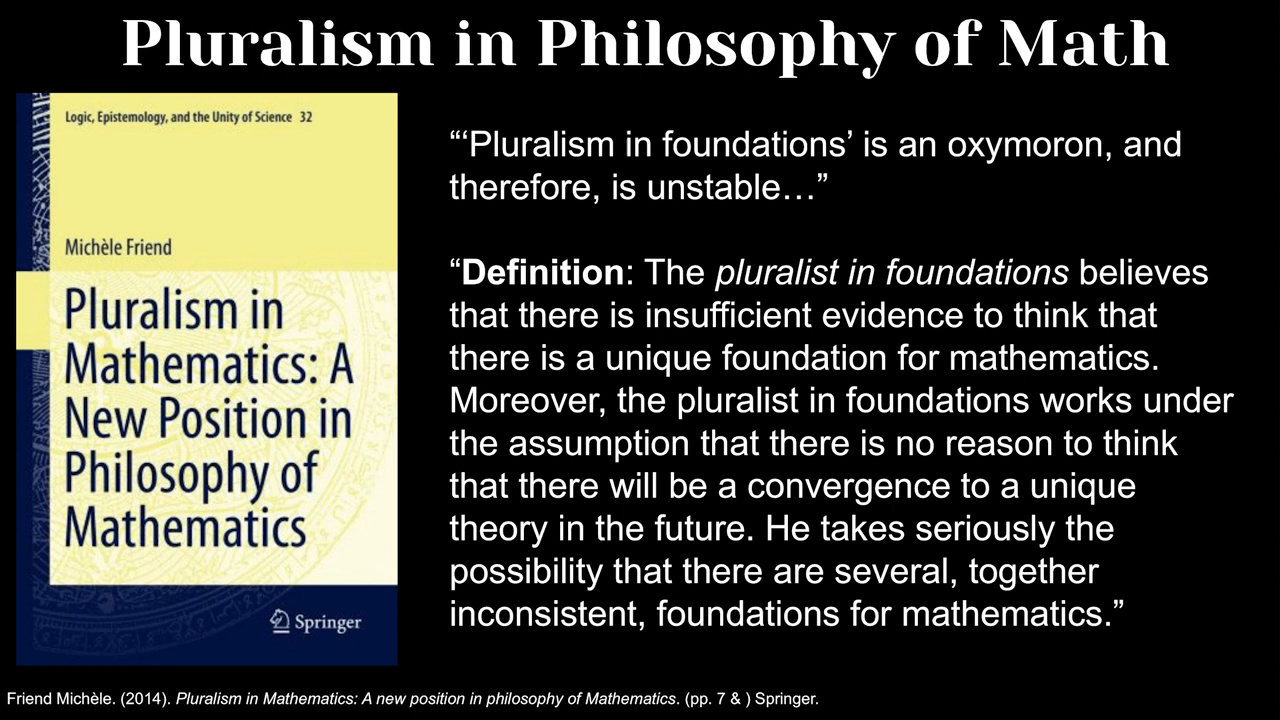 Pluralism in Philosophy of Math
Logic, Epistemology, and the Unity of Science 32
Michèle Friend
Pluralism in
Mathematics: A
New Position in
Philosophy of
Mathematics
Springer
“‘Pluralism in foundations’ is an oxymoron, and
therefore, is unstable…”
“Definition: The pluralist in foundations believes
that there is insufficient evidence to think that
there is a unique foundation for mathematics.
Moreover, the pluralist in foundations works under
the assumption that there is no reason to think
that there will be a convergence to a unique
theory in the future. He takes seriously the
possibility that there are several, together
inconsistent, foundations for mathematics.”
Friend Michèle. (2014). Pluralism in Mathematics: A new position in philosophy of Mathematics. (pp. 7 & ) Springer.